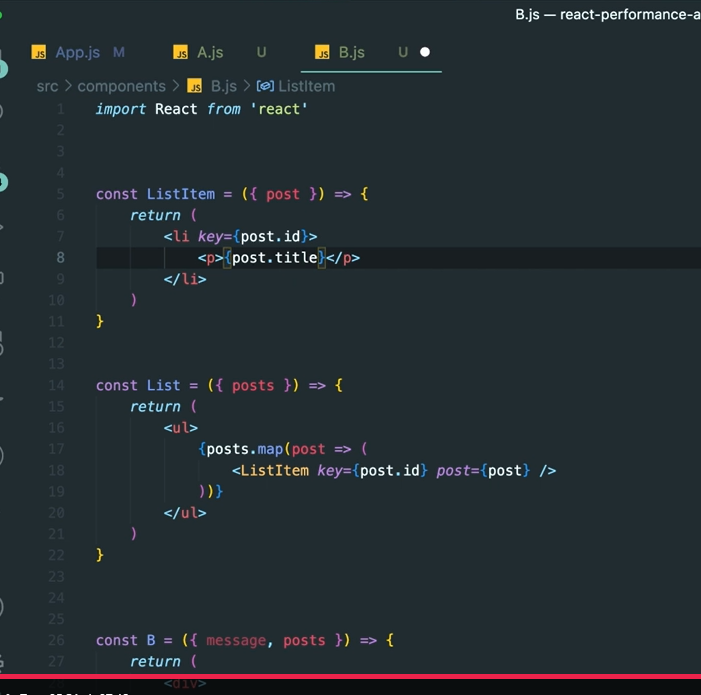 B.js — react-performance-a
JS App.js M JS A.js U JS B.js U
src > components > JS B.js > ListItem
1 import React from 'react'
2
3
4
5 const ListItem = ({ post }) => {
6 return (
7 <li key={post.id}>
8 <p>{post.title}</p>
9 </li>
10 )
11 }
12
13
14 const List = ({ posts }) => {
15 return (
16 <ul>
17 {posts.map(post => (
18 <ListItem key={post.id} post={post} />
19 ))}
20 </ul>
21 )
22 }
23
24
25
26 const B = ({ message, posts }) => {
27 return (
<div>